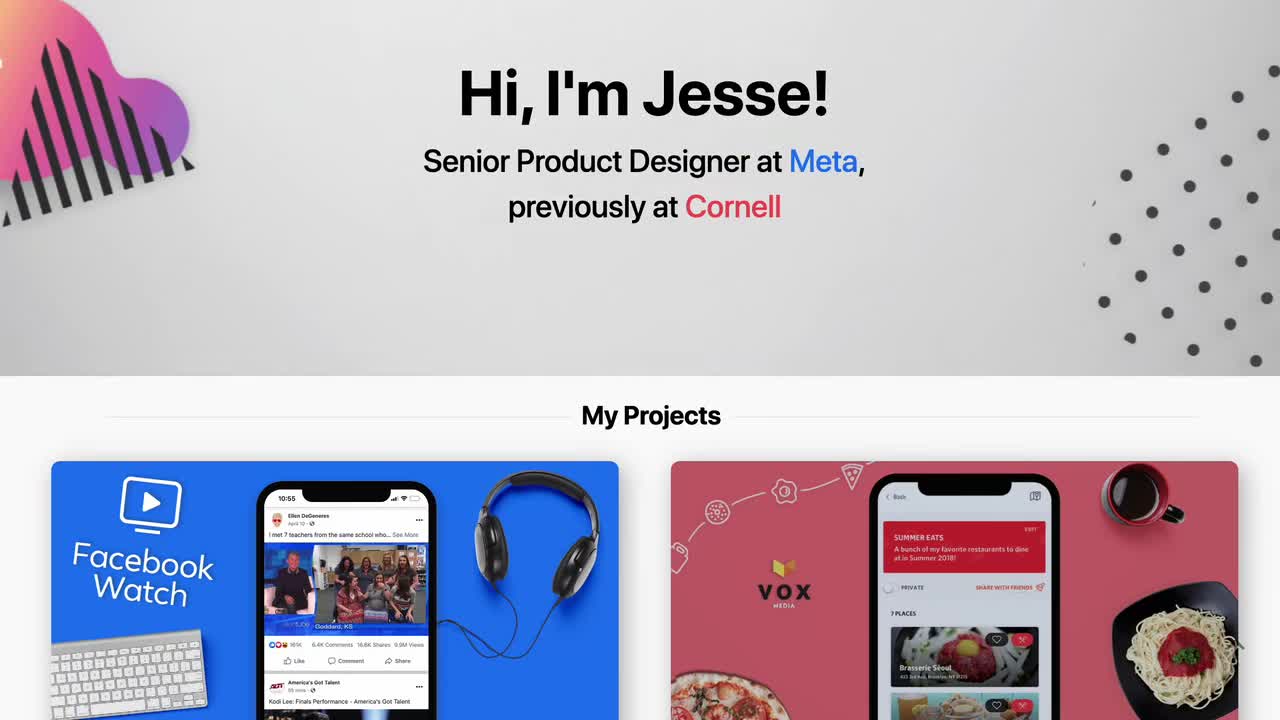 Hi, I'm Jesse!
Senior Product Designer at Meta,
previously at Cornell
My Projects
Facebook
Watch
10:55
Ellen DeGeneres
April 10
I met 7 teachers from the same school who... See More
Goddard, KS
161K 6.4K Comments 16.6K Shares 9.9M Views
Like Comment Share
America's Got Talent
55 mins
Kodi Lee: Finals Performance - America's Got Talent
VOX
MEDIA
Back
EDIT
SUMMER EATS
A bunch of my favorite restaurants to dine
at in Summer 2018!
PRIVATE SHARE WITH FRIENDS
7 PLACES
Brasserie Seoul